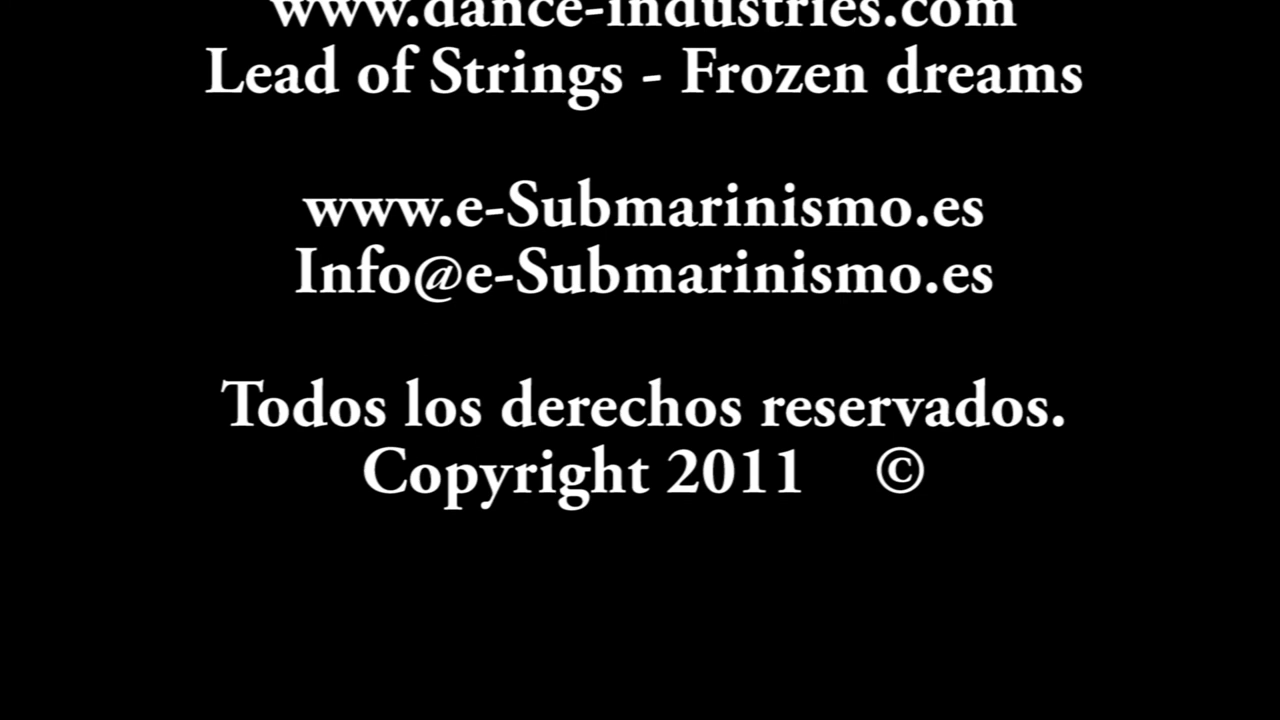 www.dance-industries.com
Lead of Strings - Frozen dreams
www.e-Submarinismo.es
Info@e-Submarinismo.es
Todos los derechos reservados.
Copyright 2011 ©